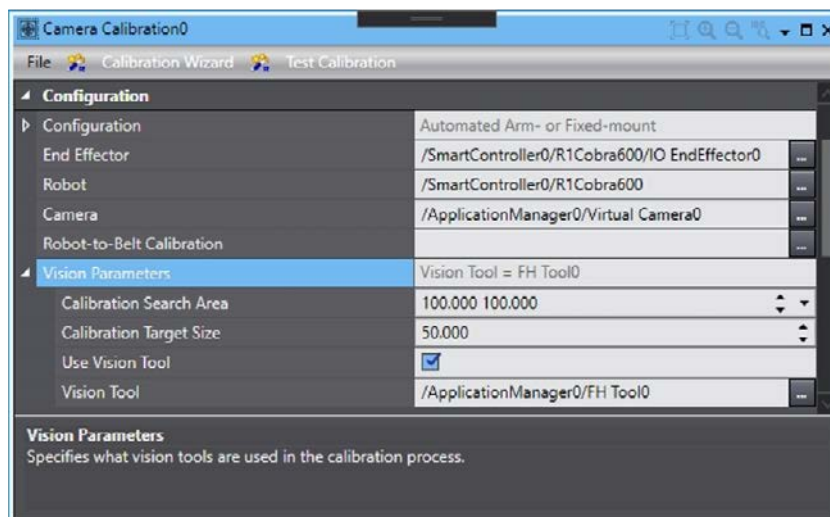 Camera Calibration0
File Calibration Wizard Test Calibration
Configuration
Configuration Automated Arm- or Fixed-mount
End Effector /SmartController0/R1Cobra600/IO EndEffector0 ...
Robot /SmartController0/R1Cobra600 ...
Camera /ApplicationManager0/Virtual Camera0 ...
Robot-to-Belt Calibration ...
Vision Parameters Vision Tool = FH Tool0
Calibration Search Area 100.000 100.000
Calibration Target Size 50.000
Use Vision Tool
Vision Tool /ApplicationManager0/FH Tool0 ...
Vision Parameters
Specifies what vision tools are used in the calibration process.